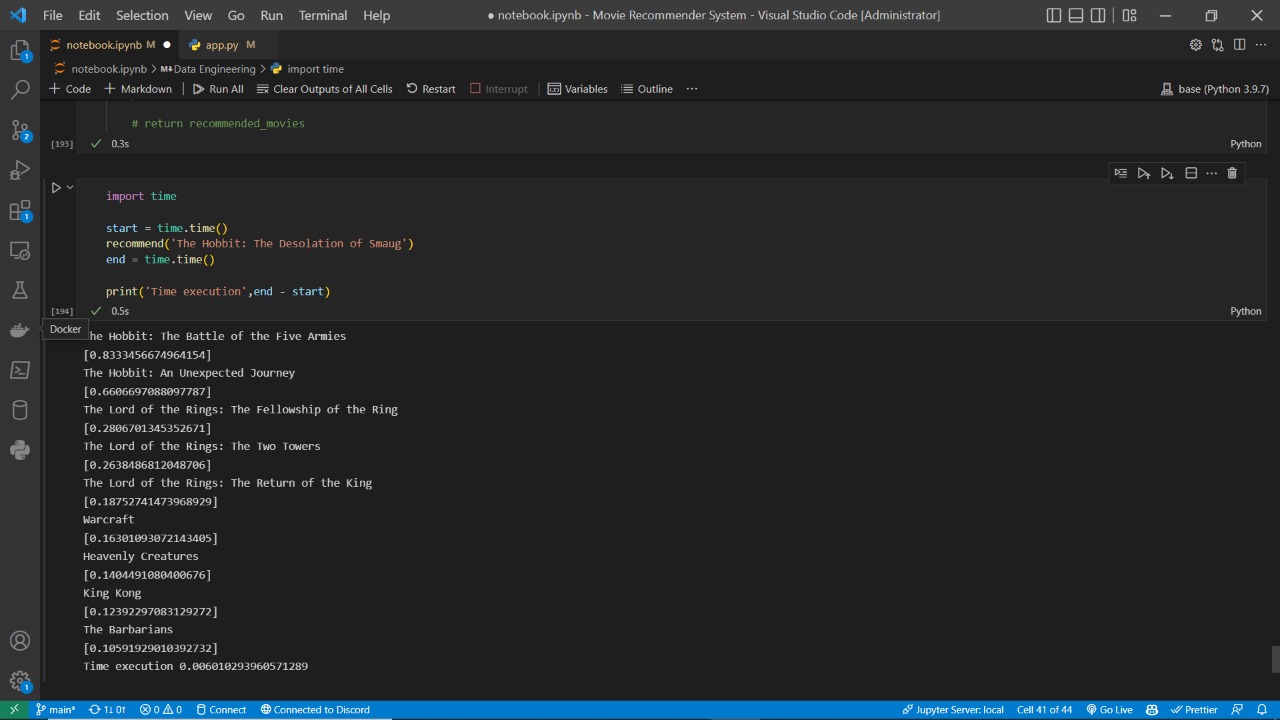 File Edit Selection View Go Run Terminal Help ● notebook.ipynb - Movie Recommender System - Visual Studio Code [Administrator]
notebook.ipynb M ● app.py M
notebook.ipynb > M↓Data Engineering > import time
+ Code + Markdown Run All Clear Outputs of All Cells Restart Interrupt Variables Outline ··· base (Python 3.9.7)
# return recommended_movies
[193] ✓ 0.3s Python
import time
start = time.time()
recommend('The Hobbit: The Desolation of Smaug')
end = time.time()
print('Time execution',end - start)
[194] ✓ 0.5s Python
Docker
he Hobbit: The Battle of the Five Armies
[0.8333456674964154]
The Hobbit: An Unexpected Journey
[0.6606697088097787]
The Lord of the Rings: The Fellowship of the Ring
[0.2806701345352671]
The Lord of the Rings: The Two Towers
[0.2638486812048706]
The Lord of the Rings: The Return of the King
[0.18752741473968929]
Warcraft
[0.16301093072143405]
Heavenly Creatures
[0.1404491080400676]
King Kong
[0.12392297083129272]
The Barbarians
[0.10591929010392732]
Time execution 0.006010293960571289
1
2
1
1
main* 1↓ 0↑ 0 0 Connect Connected to Discord Jupyter Server: local Cell 41 of 44 Go Live Prettier